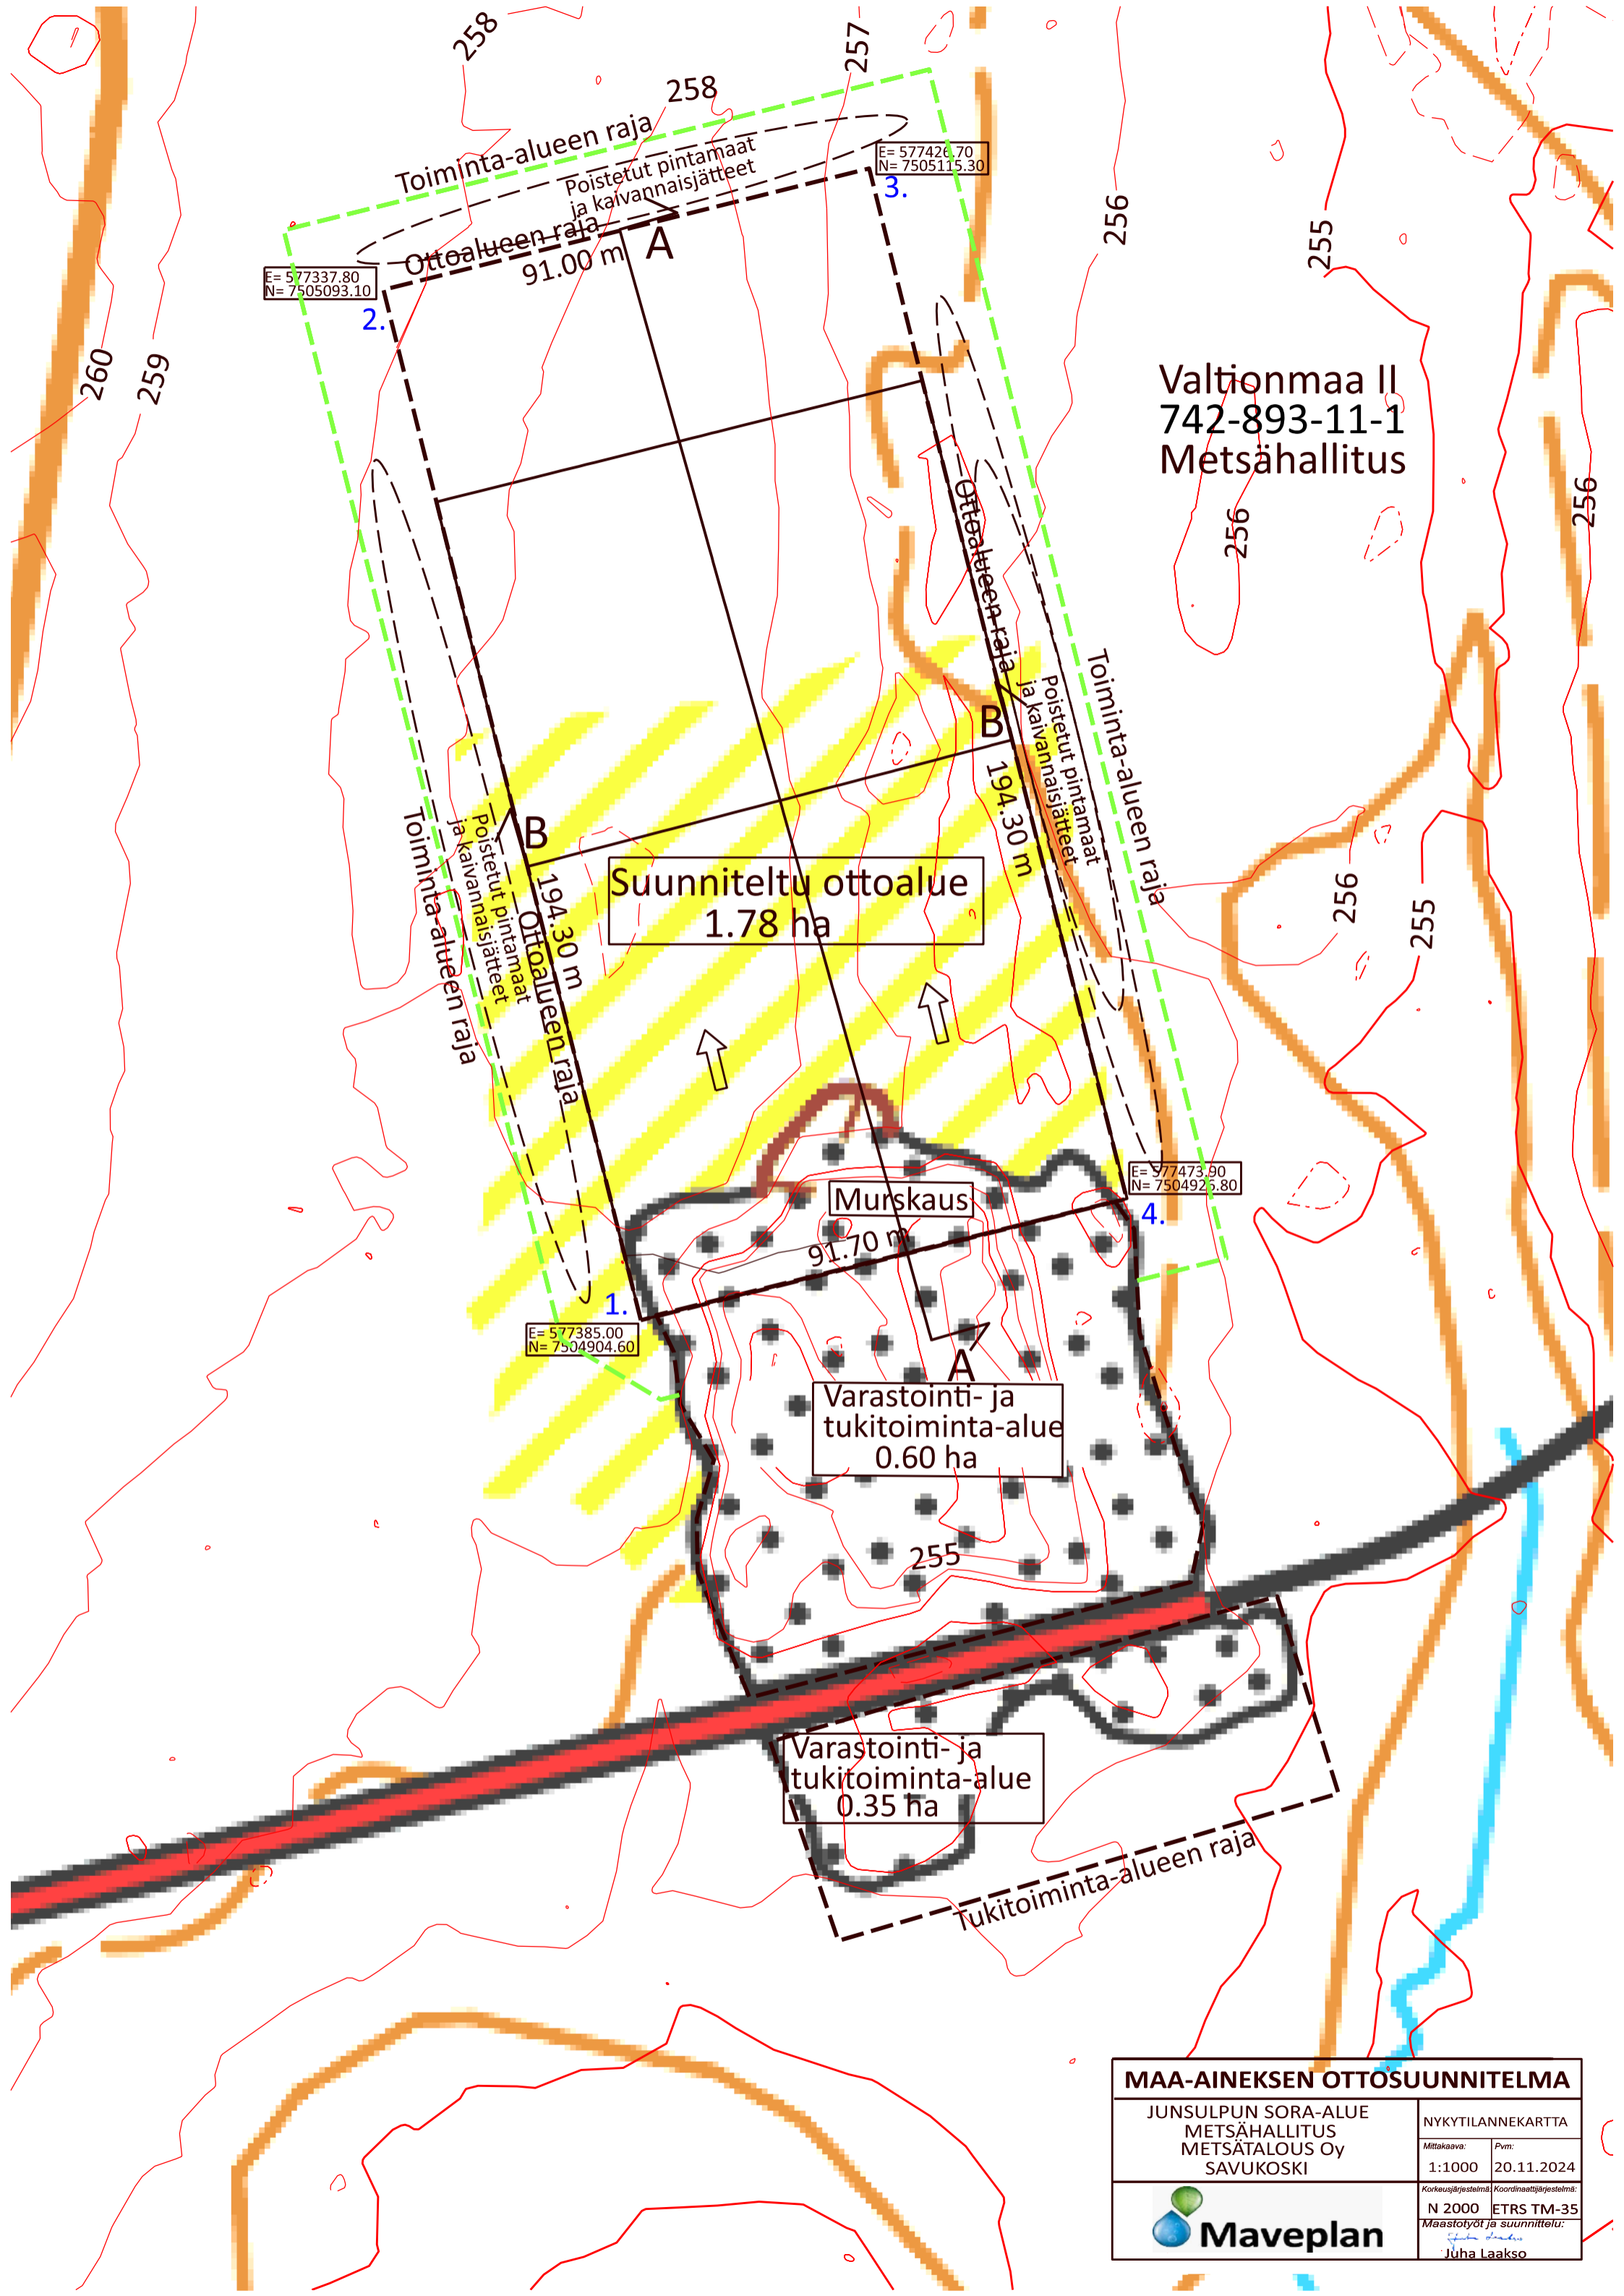 258
257
258
Toiminta-alueen raja
Poistetut pintamaat
ja kaivannaisjätteet
E= 577426.70
N= 7505115.30
3.
Ottoalueen raja
91.00 m
A
256
255
E= 577337.80
N= 7505093.10
2.
260
259
Valtionmaa II
742-893-11-1
Metsähallitus
256
256
Ottoalueen raja
Toiminta-alueen raja
Poistetut pintamaat
ja kaivannaisjätteet
B
194.30 m
B
194.30 m
Poistetut pintamaat
ja kaivannaisjätteet
Toiminta-alueen raja
Ottoalueen raja
Suunniteltu ottoalue
1.78 ha
256
255
E= 577473.90
N= 7504925.80
4.
Murskaus
91.70 m
1.
E= 577385.00
N= 7504904.60
A
Varastointi- ja
tukitoiminta-alue
0.60 ha
255
Varastointi- ja
tukitoiminta-alue
0.35 ha
Tukitoiminta-alueen raja
MAA-AINEKSEN OTTOSUUNNITELMA
JUNSULPUN SORA-ALUE
METSÄHALLITUS
METSÄTALOUS Oy
SAVUKOSKI
NYKYTILANNEKARTTA
Mittakaava:
1:1000
Pvm:
20.11.2024
Korkeusjärjestelmä:
N 2000
Koordinaattijärjestelmä:
ETRS TM-35
Maastotyöt ja suunnittelu:
Juha Laakso
Maveplan